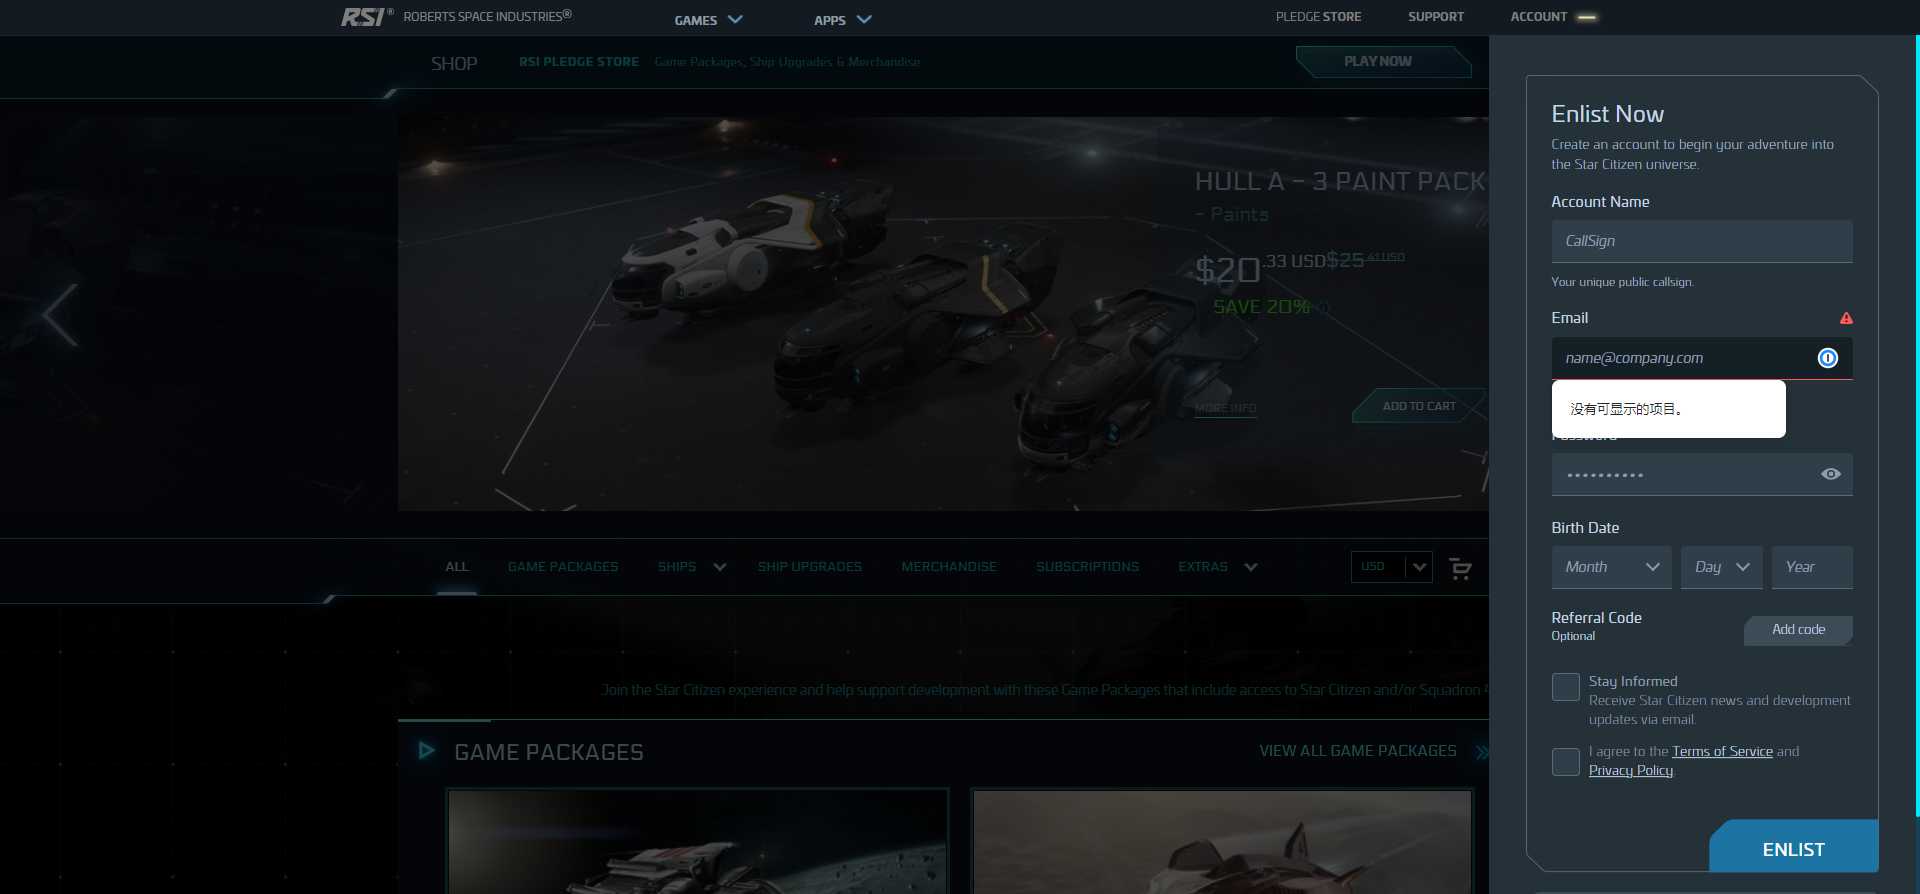 RSI® ROBERTS SPACE INDUSTRIES®
GAMES
APPS
PLEDGE STORE
SUPPORT
ACCOUNT
SHOP
RSI PLEDGE STORE
Game Packages, Ship Upgrades & Merchandise
PLAY NOW
HULL A - 3 PAINT PACK
- Paints
$20.33 USD $25.41 USD
SAVE 20%
MORE INFO
ADD TO CART
ALL
GAME PACKAGES
SHIPS
SHIP UPGRADES
MERCHANDISE
SUBSCRIPTIONS
EXTRAS
USD
Join the Star Citizen experience and help support development with these Game Packages that include access to Star Citizen and/or Squadron
GAME PACKAGES
VIEW ALL GAME PACKAGES
Enlist Now
Create an account to begin your adventure into
the Star Citizen universe.
Account Name
CallSign
Your unique public callsign.
Email
name@company.com
没有可显示的项目。
Password
Birth Date
Month
Day
Year
Referral Code
Optional
Add code
Stay Informed
Receive Star Citizen news and development
updates via email.
I agree to the Terms of Service and
Privacy Policy
ENLIST